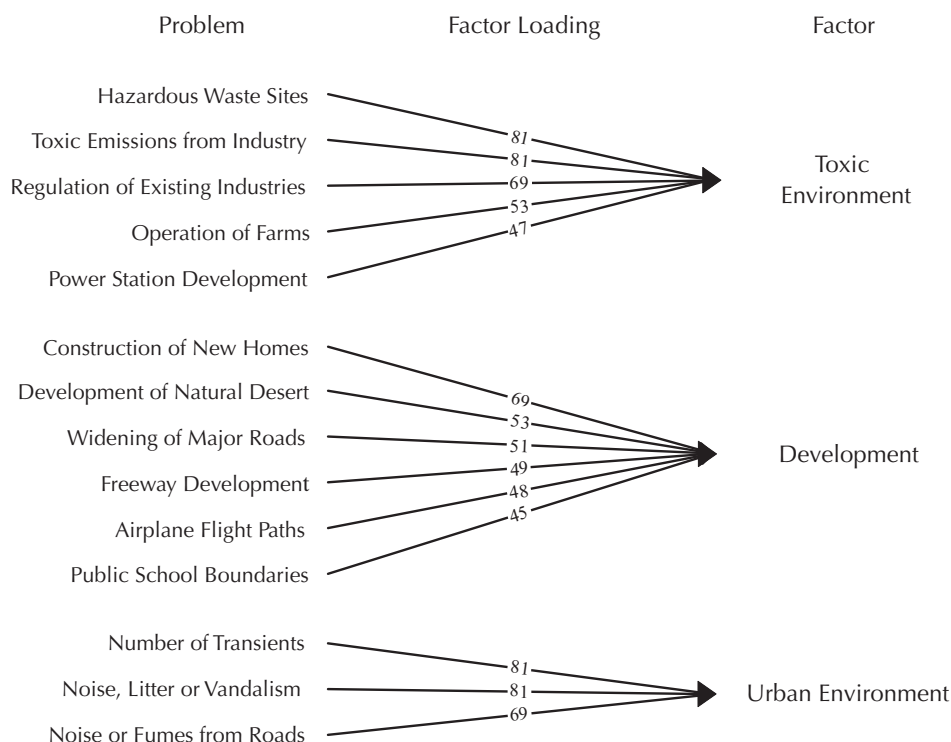 Problem Factor Loading Factor
Hazardous Waste Sites
81
Toxic Emissions from Industry
81
Regulation of Existing Industries
69
Operation of Farms
53
Power Station Development
47
Toxic
Environment
Construction of New Homes
69
Development of Natural Desert
53
Widening of Major Roads
51
Freeway Development
49
Airplane Flight Paths
48
Public School Boundaries
45
Development
Number of Transients
81
Noise, Litter or Vandalism
81
Noise or Fumes from Roads
69
Urban Environment